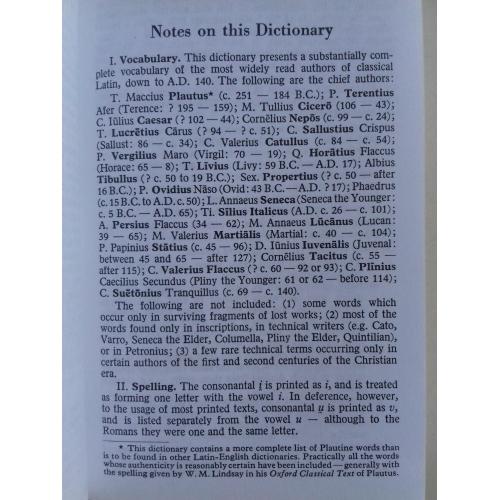 Notes on this Dictionary
I. Vocabulary. This dictionary presents a substantially com-
plete vocabulary of the most widely read authors of classical
Latin, down to A.D. 140. The following are the chief authors:
T. Maccius Plautus* (c. 251 — 184 B.C.); P. Terentius
Afer (Terence: ? 195 — 159); M. Tullius Cicerō (106 — 43);
C. Iūlius Caesar (? 102 — 44); Cornēlius Nepōs (c. 99 — c. 24);
T. Lucrētius Cārus (? 94 — ? c. 51); C. Sallustius Crispus
(Sallust: 86 — c. 34); C. Valerius Catullus (c. 84 — c. 54);
P. Vergilius Maro (Virgil: 70 — 19); Q. Horātius Flaccus
(Horace: 65 — 8); T. Līvius (Livy: 59 B.C. — A.D. 17); Albius
Tibullus (? c. 50 to 19 B.C.); Sex. Propertius (? c. 50 — after
16 B.C.); P. Ovidius Nāso (Ovid: 43 B.C. — A.D. ? 17); Phaedrus
(c. 15 B.C. to A.D. c. 50); L. Annaeus Seneca (Seneca the Younger:
c. 5 B.C. — A.D. 65); Ti. Sīlius Italicus (A.D. c. 26 — c. 101);
A. Persius Flaccus (34 — 62); M. Annaeus Lūcānus (Lucan:
39 — 65); M. Valerius Martiālis (Martial: c. 40 — c. 104);
P. Papinius Stātius (c. 45 — 96); D. Iūnius Iuvenālis (Juvenal:
between 45 and 65 — after 127); Cornēlius Tacitus (c. 55 —
after 115); C. Valerius Flaccus (? c. 60 — 92 or 93); C. Plīnius
Caecilius Secundus (Pliny the Younger: 61 or 62 — before 114);
C. Suētōnius Tranquillus (c. 69 — c. 140).
The following are not included: (1) some words which
occur only in surviving fragments of lost works; (2) most of the
words found only in inscriptions, in technical writers (e.g. Cato,
Varro, Seneca the Elder, Columella, Pliny the Elder, Quintilian),
or in Petronius; (3) a few rare technical terms occurring only in
certain authors of the first and second centuries of the Christian
era.
II. Spelling. The consonantal i̯ is printed as i, and is treated
as forming one letter with the vowel i. In deference, however,
to the usage of most printed texts, consonantal u̯ is printed as v,
and is listed separately from the vowel u — although to the
Romans they were one and the same letter.
* This dictionary contains a more complete list of Plautine words than
is to be found in other Latin-English dictionaries. Practically all the words
whose authenticity is reasonably certain have been included — generally with
the spelling given by W. M. Lindsay in his Oxford Classical Text of Plautus.